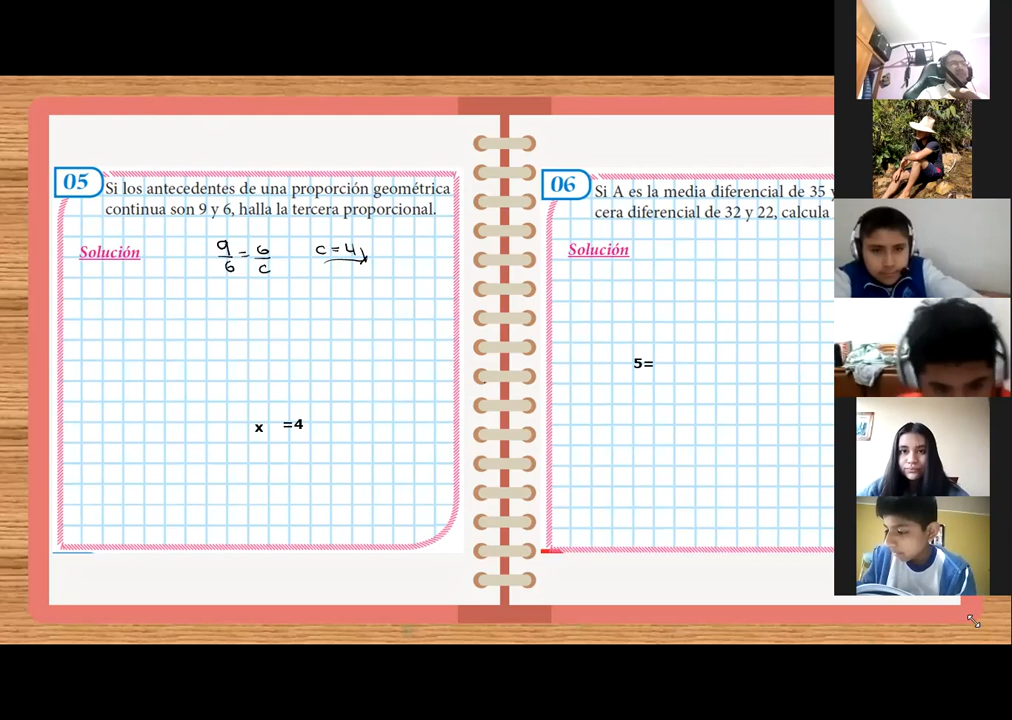 05
Si los antecedentes de una proporción geométrica
continua son 9 y 6, halla la tercera proporcional.
Solución
9/6 = 6/c c = 4
x =4
06
Si A es la media diferencial de 35 y
cera diferencial de 32 y 22, calcula
Solución
5=